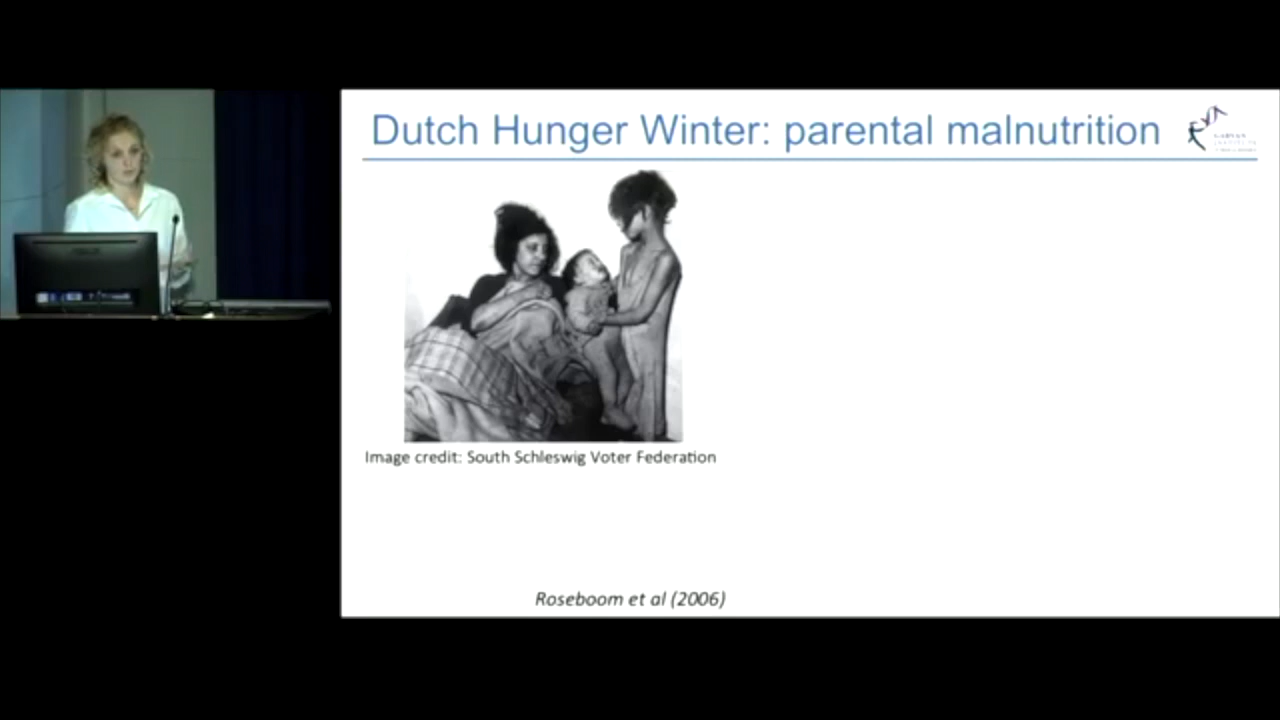 Dutch Hunger Winter: parental malnutrition
Image credit: South Schleswig Voter Federation
Roseboom et al (2006)